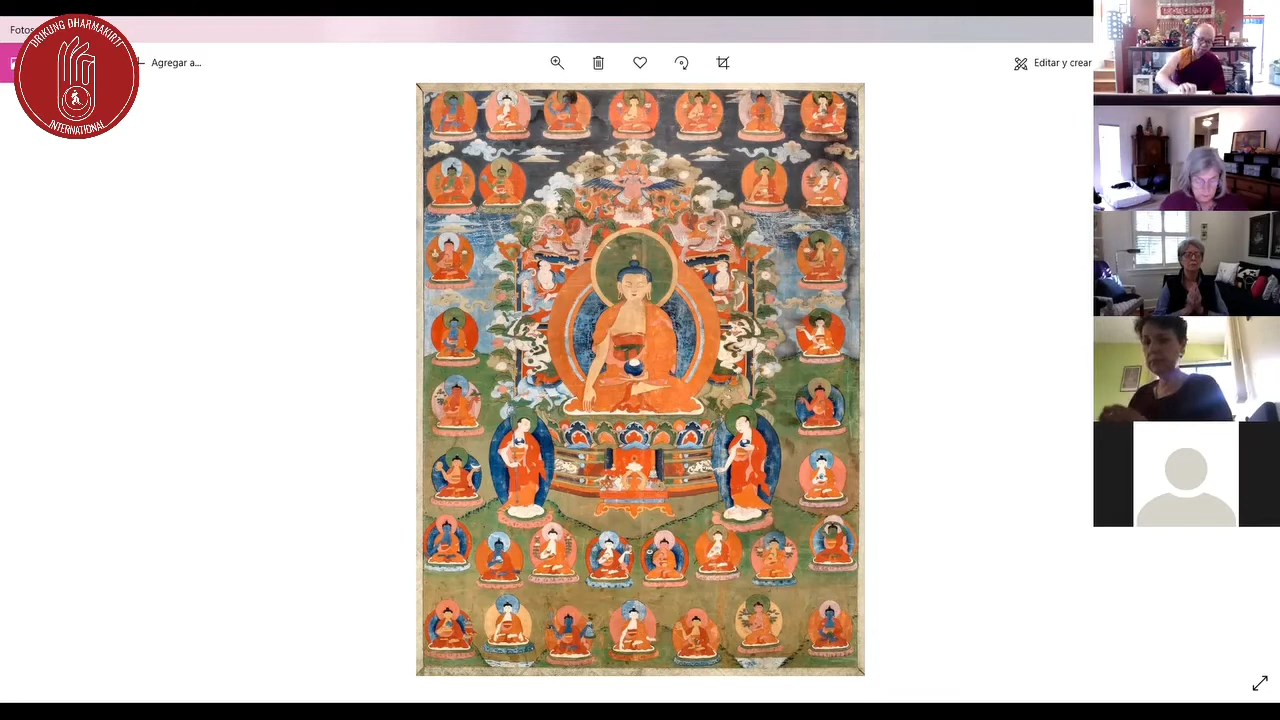 Fotos
DRIKUNG DHARMAKIRTI
INTERNATIONAL
Agregar a...
Editar y crear